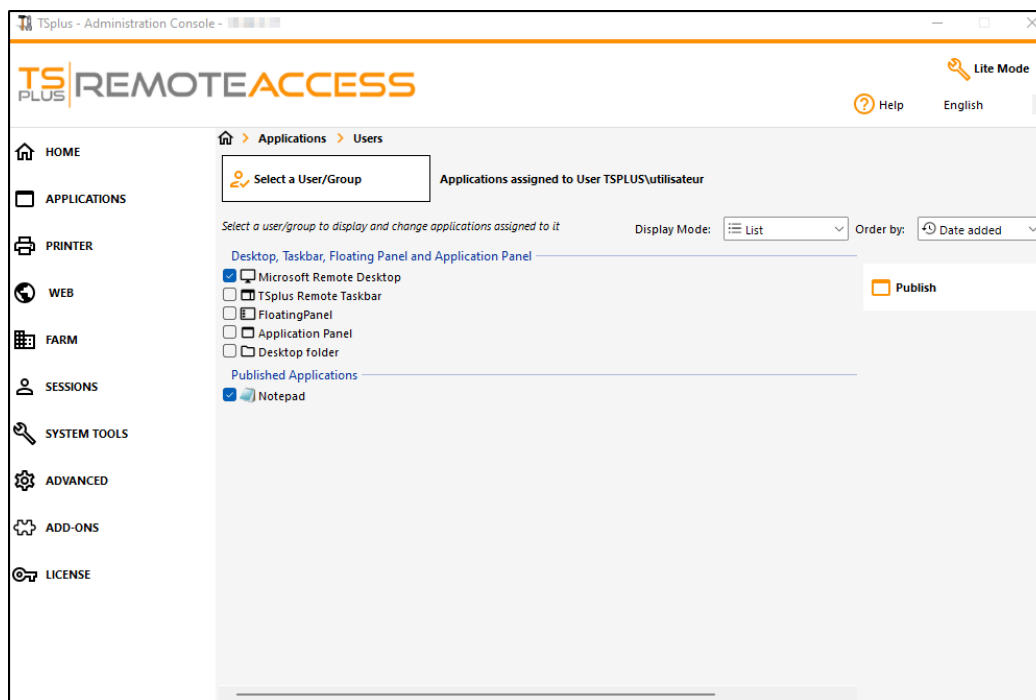 TSplus - Administration Console -
TS PLUS REMOTEACCESS
Lite Mode
Help English
HOME
APPLICATIONS
PRINTER
WEB
FARM
SESSIONS
SYSTEM TOOLS
ADVANCED
ADD-ONS
LICENSE
Applications > Users
Select a User/Group
Applications assigned to User TSPLUS\utilisateur
Select a user/group to display and change applications assigned to it
Display Mode: List Order by: Date added
Desktop, Taskbar, Floating Panel and Application Panel
Microsoft Remote Desktop
TSplus Remote Taskbar
FloatingPanel
Application Panel
Desktop folder
Published Applications
Notepad
Publish